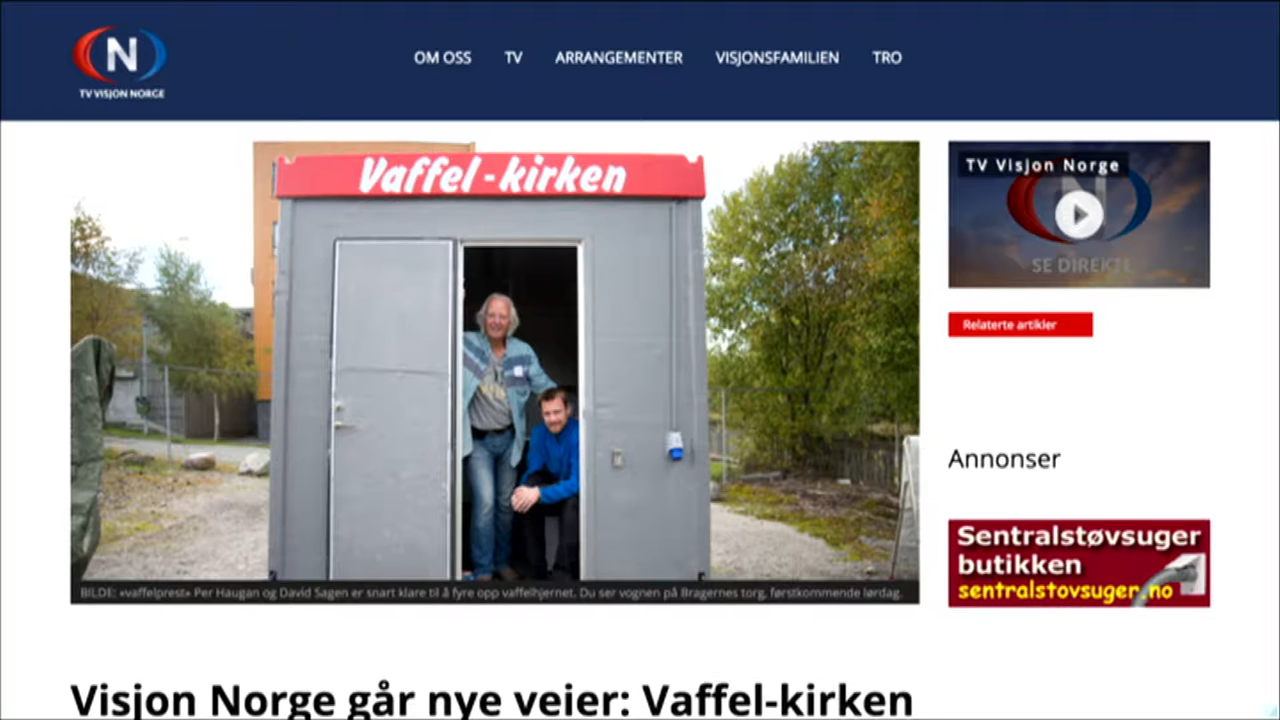 N
TV VISJON NORGE
OM OSS TV ARRANGEMENTER VISJONSFAMILIEN TRO
Vaffel-kirken
BILDE: «vaffelprest» Per Haugan og David Sagen er snart klare til å fyre opp vaffelhjernet. Du ser vognen på Bragernes torg, førstkommende lørdag.
TV Visjon Norge
N
SE DIREKTE
Relaterte artikler
Annonser
Sentralstøvsuger
butikken
sentralstovsuger.no
Visjon Norge går nye veier: Vaffel-kirken